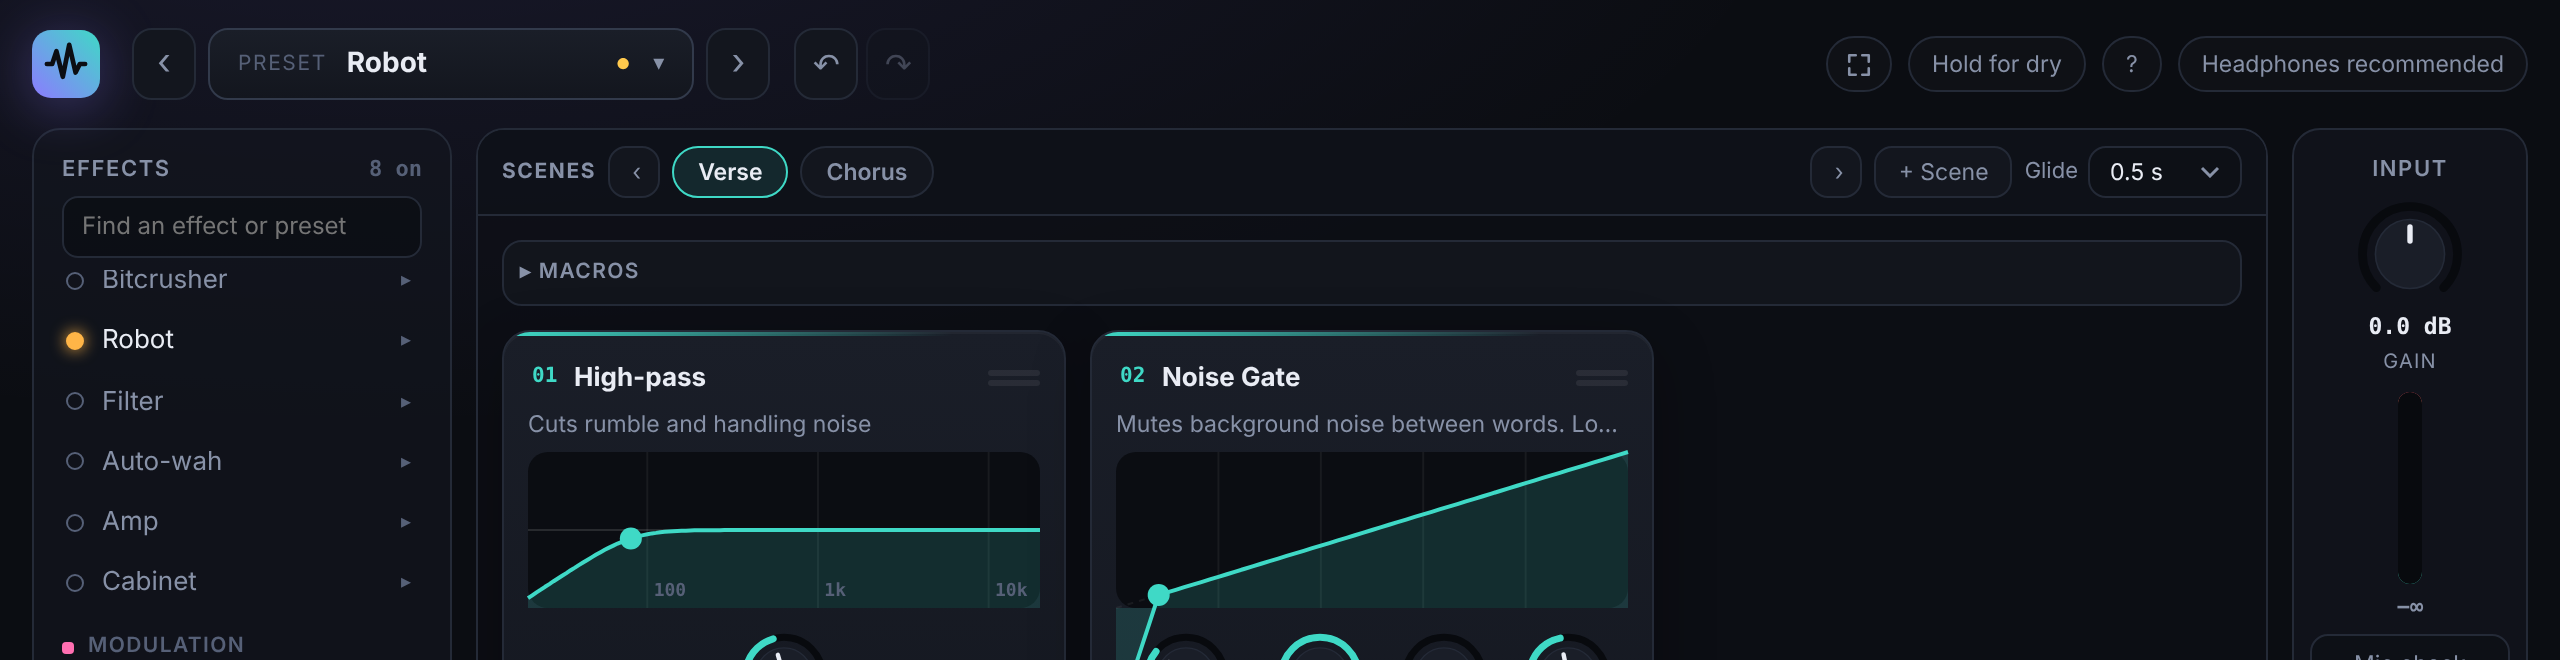 PRESET Robot
Hold for dry
?
Headphones recommended
EFFECTS 8 on
Find an effect or preset
Bitcrusher
Robot
Filter
Auto-wah
Amp
Cabinet
MODULATION
SCENES Verse Chorus
+ Scene Glide 0.5 s
MACROS
01 High-pass
Cuts rumble and handling noise
100 1k 10k
02 Noise Gate
Mutes background noise between words. Lo...
INPUT
0.0 dB
GAIN
−∞